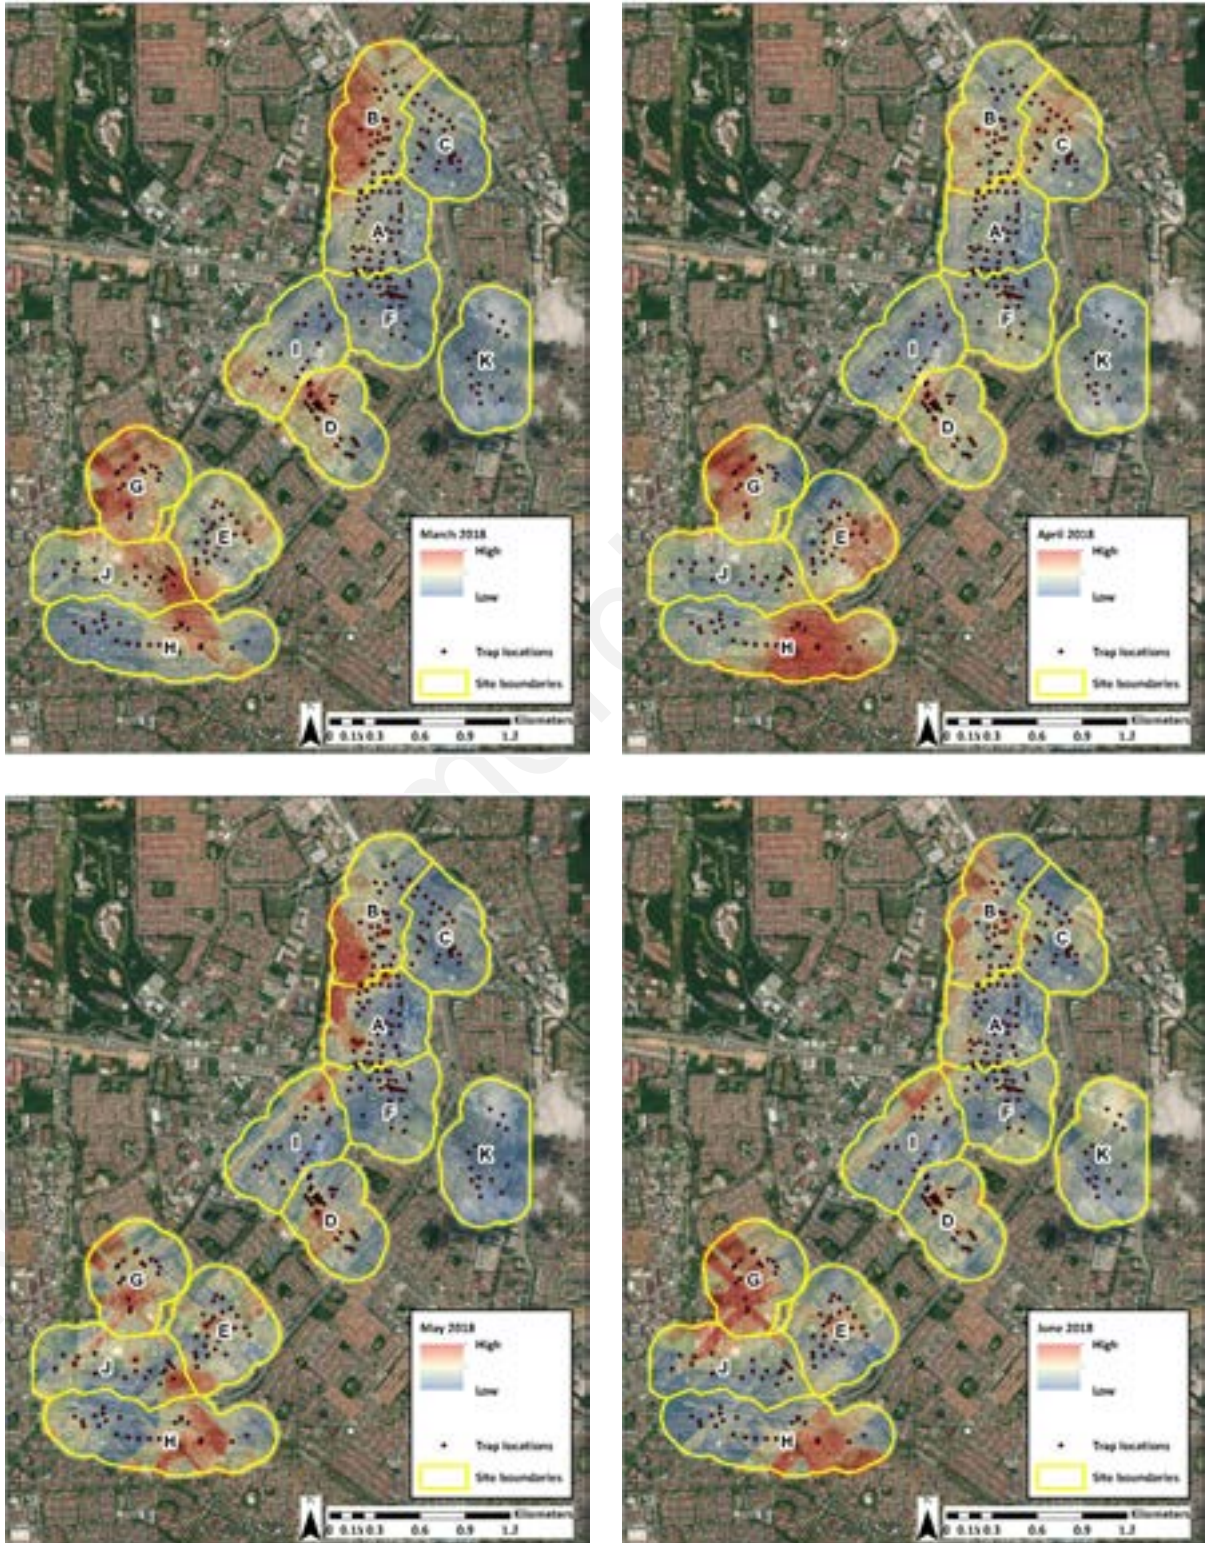 B
C
A
F
I
K
D
G
E
J
H
March 2018
High
Low
Trap locations
Site boundaries
Kilometers
0 0.15 0.3 0.6 0.9 1.2
B
C
A
F
I
K
D
G
E
J
H
April 2018
High
Low
Trap locations
Site boundaries
Kilometers
0 0.15 0.3 0.6 0.9 1.2
B
C
A
F
I
K
D
G
E
J
H
May 2018
High
Low
Trap locations
Site boundaries
Kilometers
0 0.15 0.3 0.6 0.9 1.2
B
C
A
F
I
K
D
G
E
J
H
June 2018
High
Low
Trap locations
Site boundaries
Kilometers
0 0.15 0.3 0.6 0.9 1.2